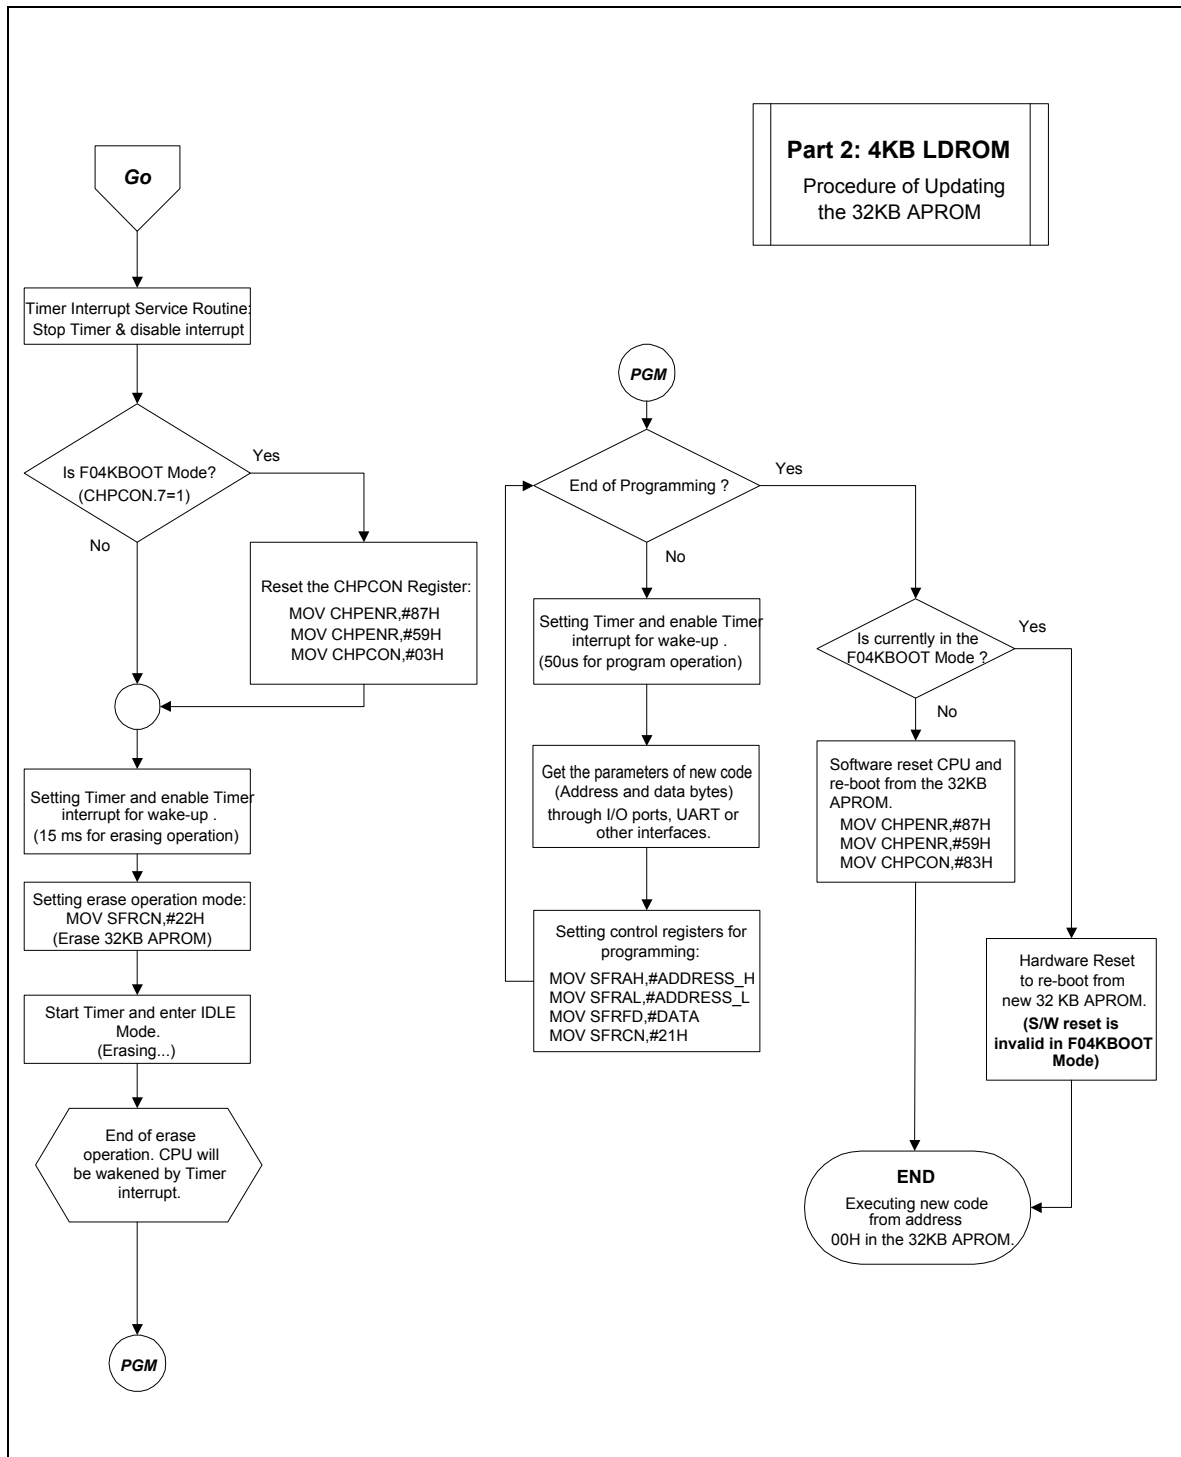 Part 2: 4KB LDROM
Procedure of Updating
the 32KB APROM
Go
Timer Interrupt Service Routine:
Stop Timer & disable interrupt
Is F04KBOOT Mode?
(CHPCON.7=1)
Yes
No
Reset the CHPCON Register:
MOV CHPENR,#87H
MOV CHPENR,#59H
MOV CHPCON,#03H
Setting Timer and enable Timer
interrupt for wake-up .
(15 ms for erasing operation)
Setting erase operation mode:
MOV SFRCN,#22H
(Erase 32KB APROM)
Start Timer and enter IDLE
Mode.
(Erasing...)
End of erase
operation. CPU will
be wakened by Timer
interrupt.
PGM
PGM
End of Programming ?
Yes
No
Setting Timer and enable Timer
interrupt for wake-up .
(50us for program operation)
Get the parameters of new code
(Address and data bytes)
through I/O ports, UART or
other interfaces.
Setting control registers for
programming:
MOV SFRAH,#ADDRESS_H
MOV SFRAL,#ADDRESS_L
MOV SFRFD,#DATA
MOV SFRCN,#21H
Is currently in the
F04KBOOT Mode ?
Yes
No
Software reset CPU and
re-boot from the 32KB
APROM.
MOV CHPENR,#87H
MOV CHPENR,#59H
MOV CHPCON,#83H
Hardware Reset
to re-boot from
new 32 KB APROM.
(S/W reset is
invalid in F04KBOOT
Mode)
END
Executing new code
from address
00H in the 32KB APROM.